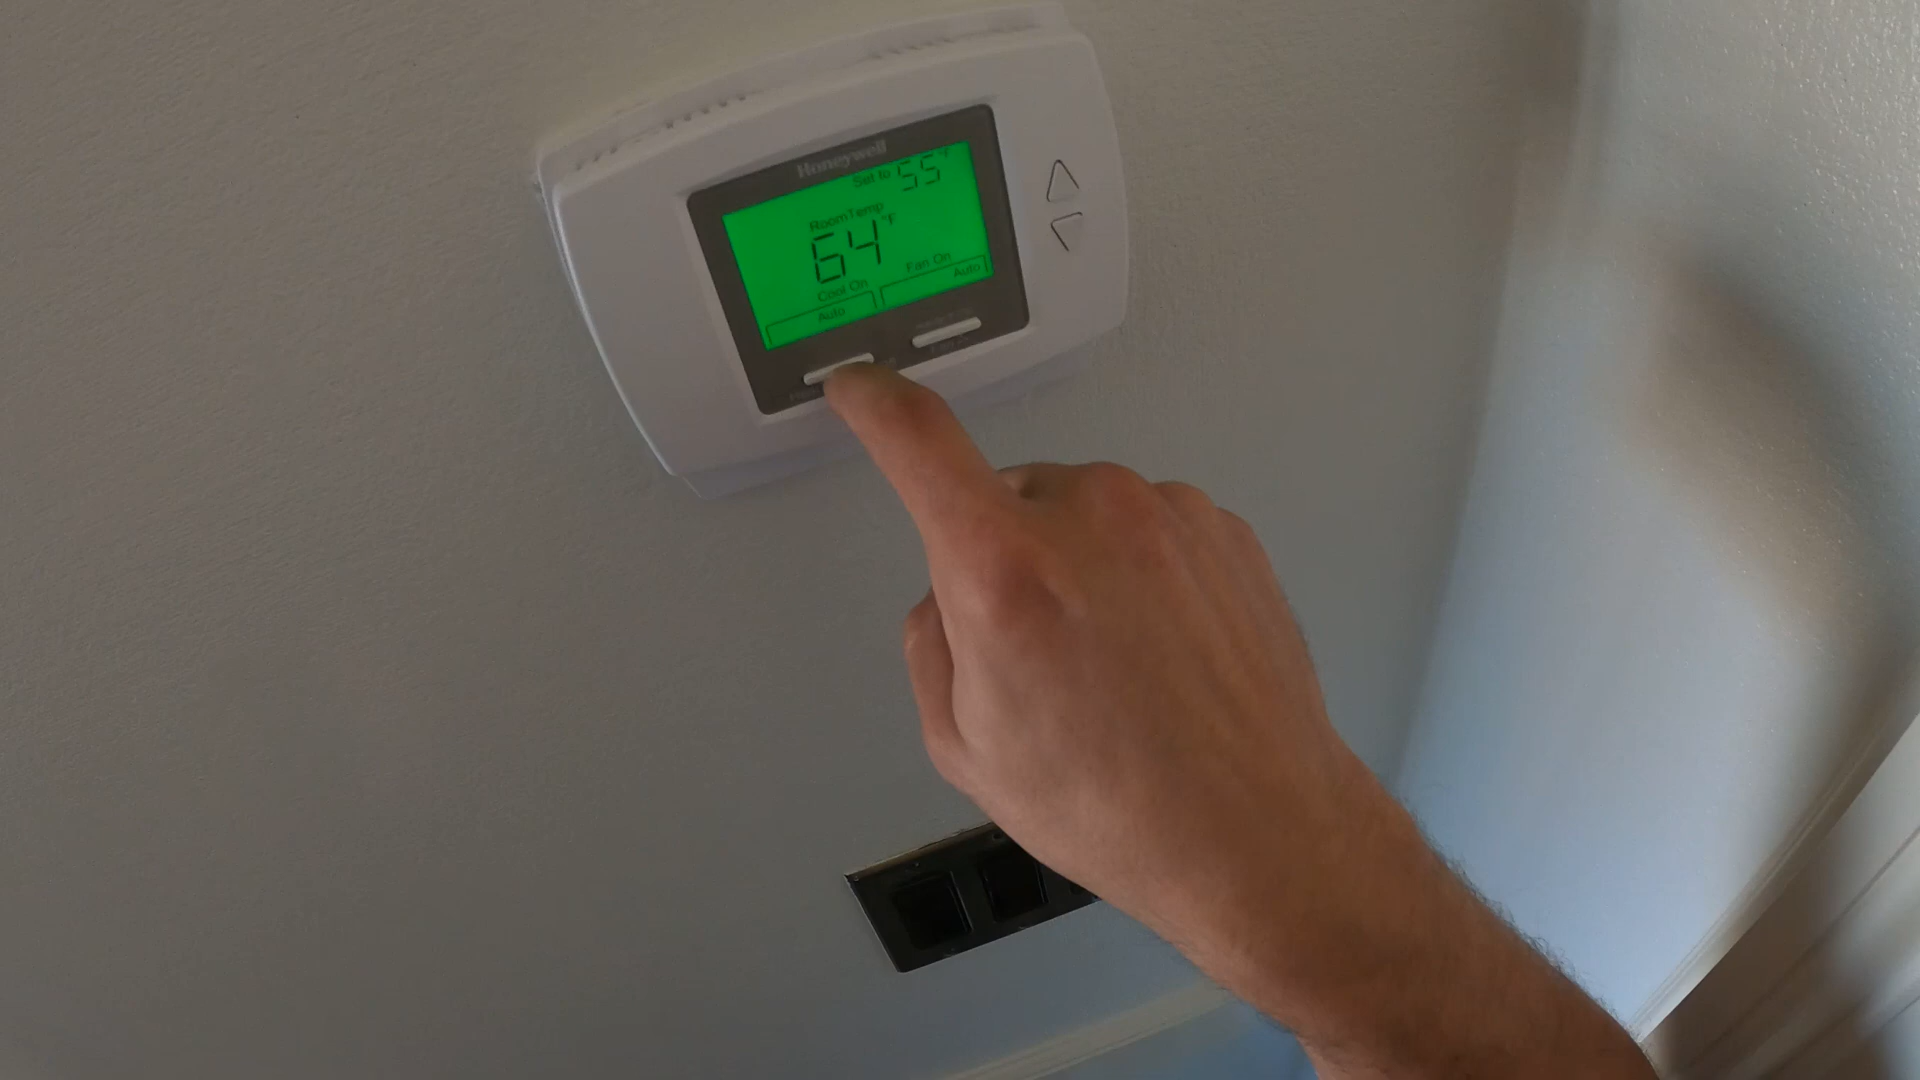 Honeywell
Set to 55°F
Room Temp
64°F
Cool On
Fan On
Auto
Auto